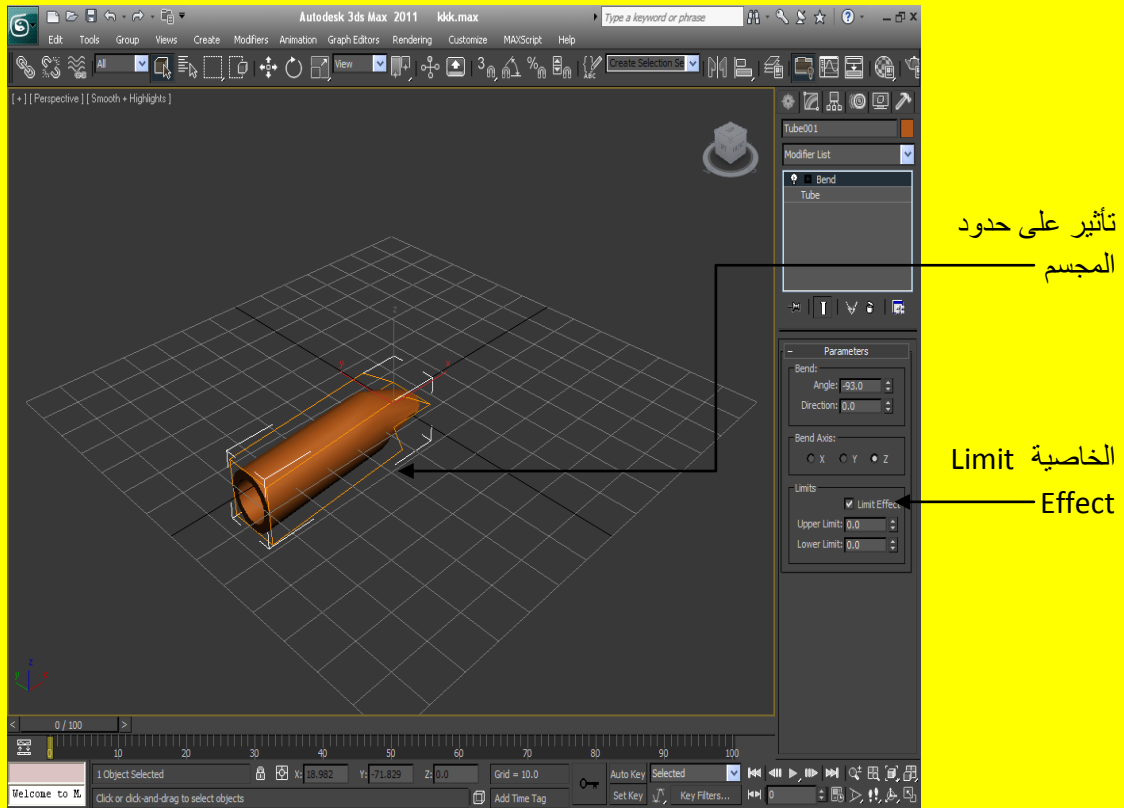 Autodesk 3ds Max 2011 kkk.max
Type a keyword or phrase
Edit Tools Group Views Create Modifiers Animation Graph Editors Rendering Customize MAXScript Help
All
View
3
Create Selection Se
[ + ] [ Perspective ] [ Smooth + Highlights ]
Tube001
Modifier List
Bend
Tube
تأثير على حدود
المجسم
Parameters
Bend:
Angle: -93.0
Direction: 0.0
Bend Axis:
X Y Z
الخاصية Limit
Effect
Limits
Limit Effect
Upper Limit: 0.0
Lower Limit: 0.0
z
y x
z
y x
0 / 100
0 10 20 30 40 50 60 70 80 90 100
1 Object Selected X: 18.982 Y: -71.829 Z: 0.0 Grid = 10.0 Auto Key Selected
Welcome to M Click or click-and-drag to select objects Add Time Tag Set Key Key Filters... 0